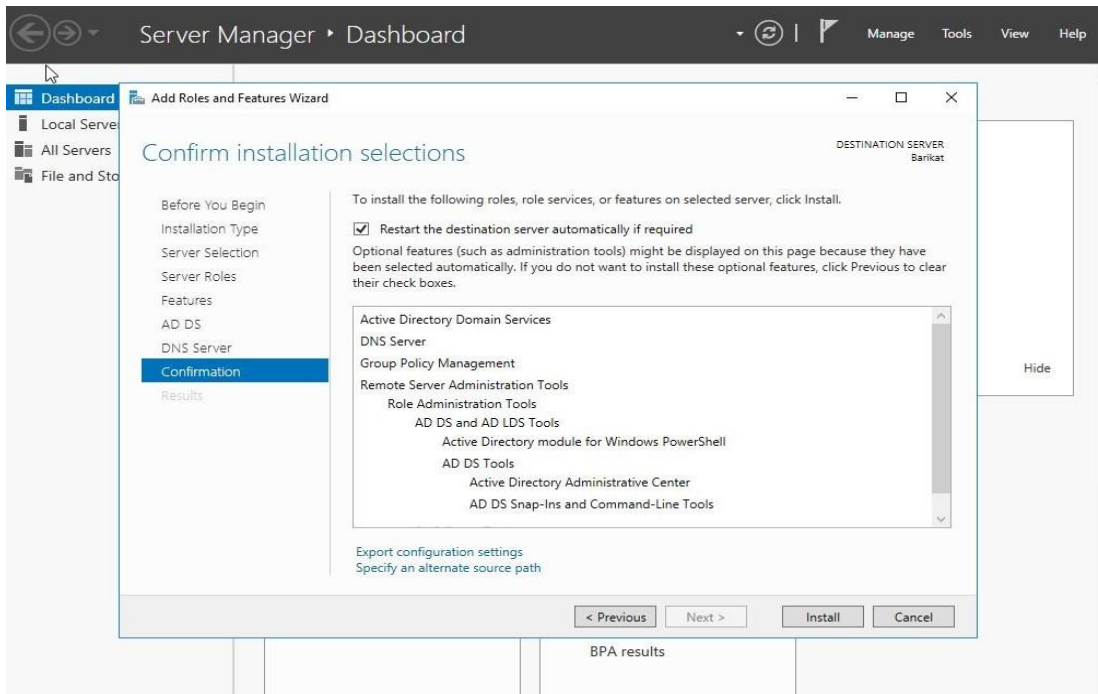 Server Manager ‣ Dashboard
Manage Tools View Help
Dashboard
Local Serve
All Servers
File and Sto
Add Roles and Features Wizard
Confirm installation selections
DESTINATION SERVER
Barikat
Before You Begin
Installation Type
Server Selection
Server Roles
Features
AD DS
DNS Server
Confirmation
Results
To install the following roles, role services, or features on selected server, click Install.
Restart the destination server automatically if required
Optional features (such as administration tools) might be displayed on this page because they have
been selected automatically. If you do not want to install these optional features, click Previous to clear
their check boxes.
Active Directory Domain Services
DNS Server
Group Policy Management
Remote Server Administration Tools
Role Administration Tools
AD DS and AD LDS Tools
Active Directory module for Windows PowerShell
AD DS Tools
Active Directory Administrative Center
AD DS Snap-Ins and Command-Line Tools
Export configuration settings
Specify an alternate source path
< Previous Next > Install Cancel
Hide
BPA results